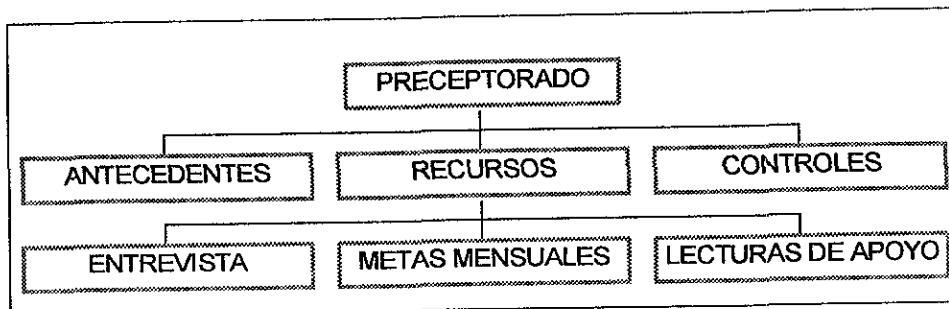 PRECEPTORADO
ANTECEDENTES
RECURSOS
CONTROLES
ENTREVISTA
METAS MENSUALES
LECTURAS DE APOYO